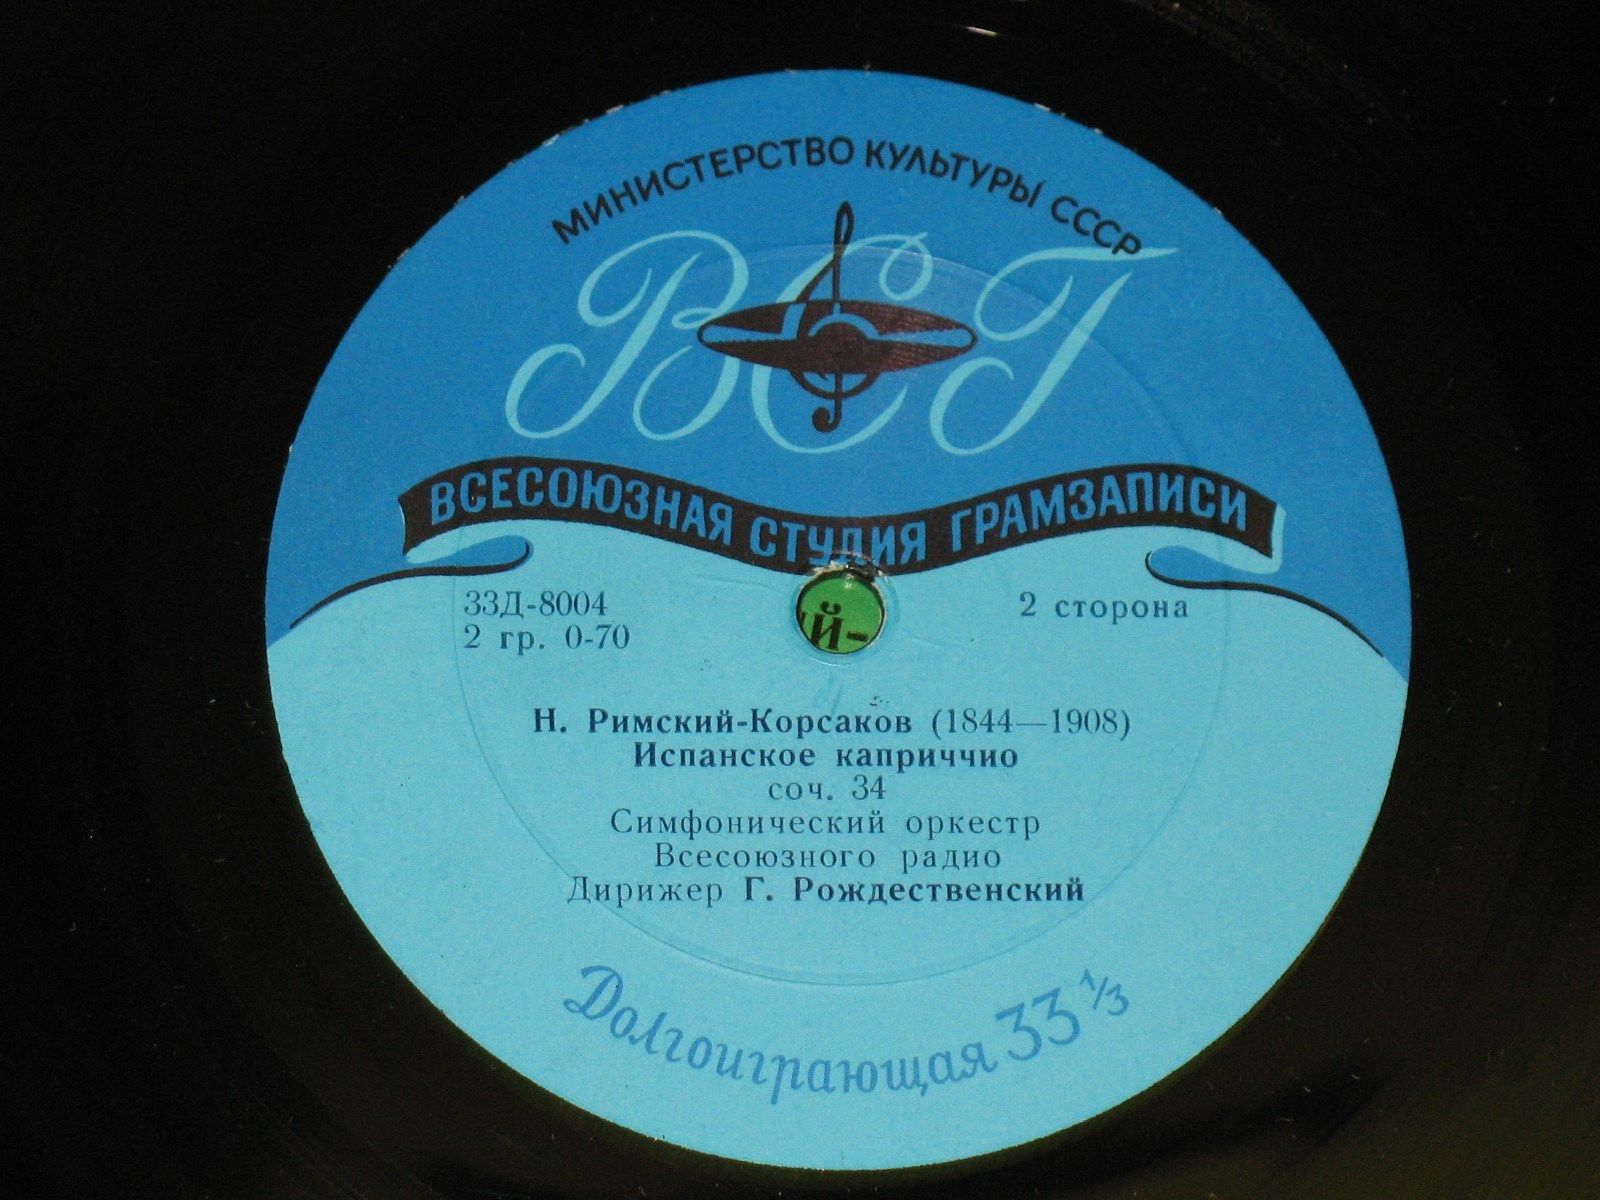 МИНИСТЕРСТВО КУЛЬТУРЫ СССР
ВСГ
ВСЕСОЮЗНАЯ СТУДИЯ ГРАМЗАПИСИ
33Д-8004
2 гр. 0-70
2 сторона
Й-
Н. Римский-Корсаков (1844—1908)
Испанское каприччио
соч. 34
Симфонический оркестр
Всесоюзного радио
Дирижер Г. Рождественский
Долгоиграющая 33 1/3